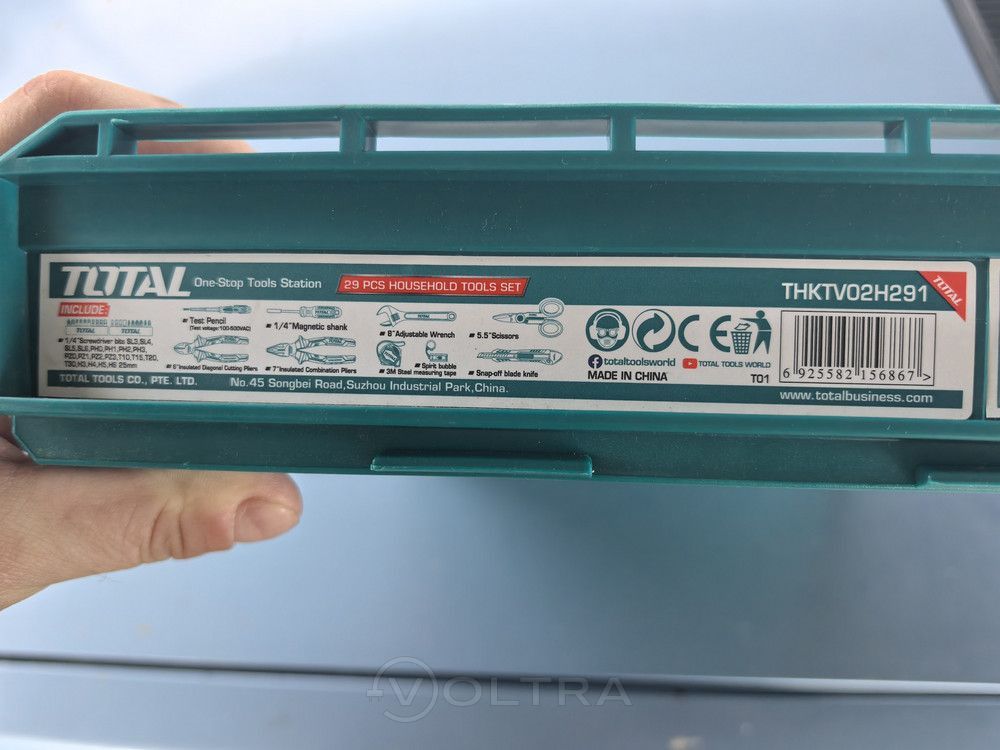 TOTAL One-Stop Tools Station 29 PCS HOUSEHOLD TOOLS SET
THKTV02H291
TOTAL
INCLUDE:
TOTAL TOTAL
1/4"Screwdriver bits SL3,SL4,
SL5,SL6,PH0,PH1,PH2,PH3,
PZ0,PZ1,PZ2,PZ3,T10,T15,T20,
T30,H3,H4,H5,H6 25mm
Test Pencil
(Test voltage:100-500VAC)
1/4"Magnetic shank
8"Adjustable Wrench
5.5"Scissors
6"Insulated Diagonal Cutting Pliers
7"Insulated Combination Pliers
3M Steel measuring tape
Spirit bubble
Snap-off blade knife
CE
totaltoolsworld
TOTAL TOOLS WORLD
MADE IN CHINA
T01
6 925582 156867 >
TOTAL TOOLS CO., PTE. LTD. No.45 Songbei Road,Suzhou Industrial Park,China.
www.totalbusiness.com
VOLTRA